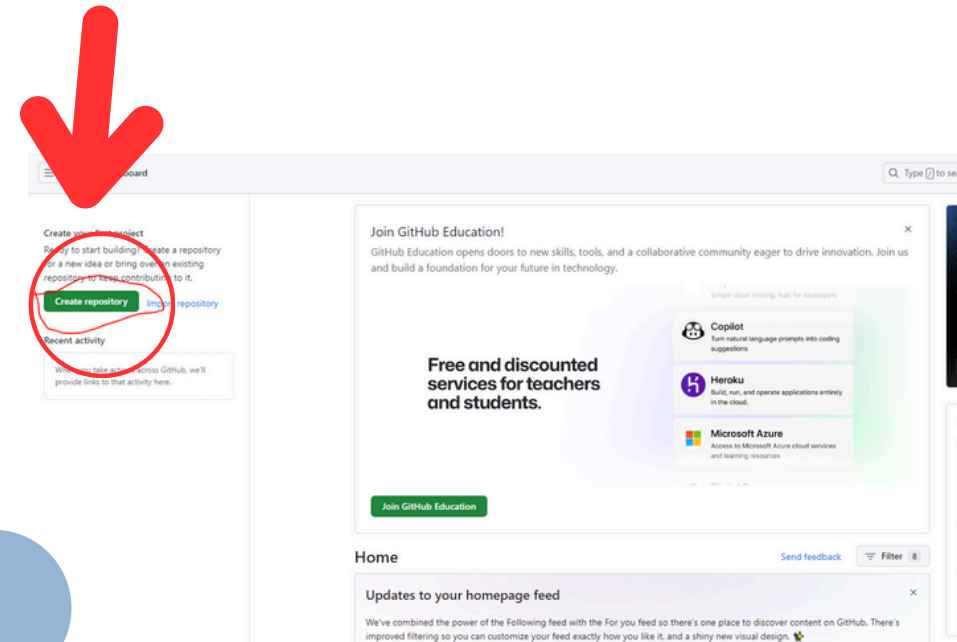 Type / to
Create your first project
Ready to start building? Create a repository
for a new idea or bring over an existing
repository to keep contributing to it.
Create repository
Import repository
Recent activity
When you take actions across GitHub, we'll
provide links to that activity here.
Join GitHub Education!
GitHub Education opens doors to new skills, tools, and a collaborative community eager to drive innovation. Join us
and build a foundation for your future in technology.
Free and discounted
services for teachers
and students.
Simple cloud hosting, built for developers
Copilot
Turn natural language prompts into coding
suggestions
Heroku
Build, run, and operate applications entirely
in the cloud.
Microsoft Azure
Access to Microsoft Azure cloud services
and learning resources
Join GitHub Education
Home
Send feedback
Filter 8
Updates to your homepage feed
We've combined the power of the Following feed with the For you feed so there's one place to discover content on GitHub. There's
improved filtering so you can customize your feed exactly how you like it, and a shiny new visual design.